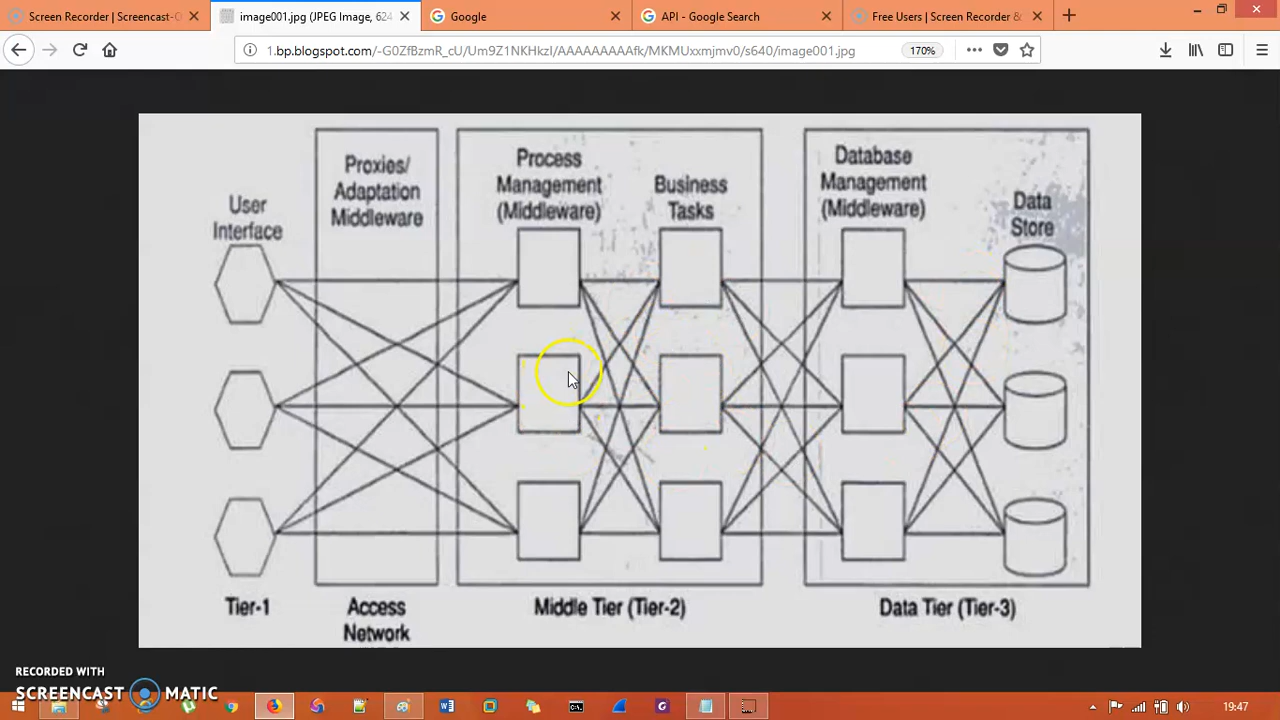 Screen Recorder | Screencast-O
image001.jpg (JPEG Image, 624
Google
API - Google Search
Free Users | Screen Recorder &
1.bp.blogspot.com/-G0ZfBzmR_cU/Um9Z1NKHkzI/AAAAAAAAAfk/MKMUxxmjmv0/s640/image001.jpg
170%
User
Interface
Proxies/
Adaptation
Middleware
Process
Management
(Middleware)
Business
Tasks
Database
Management
(Middleware)
Data
Store
Tier-1
Access
Network
Middle Tier (Tier-2)
Data Tier (Tier-3)
RECORDED WITH
SCREENCAST MATIC
19:47